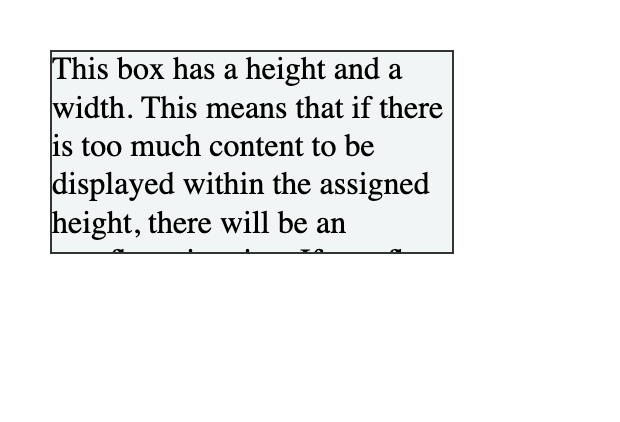 This box has a height and a
width. This means that if there
is too much content to be
displayed within the assigned
height, there will be an